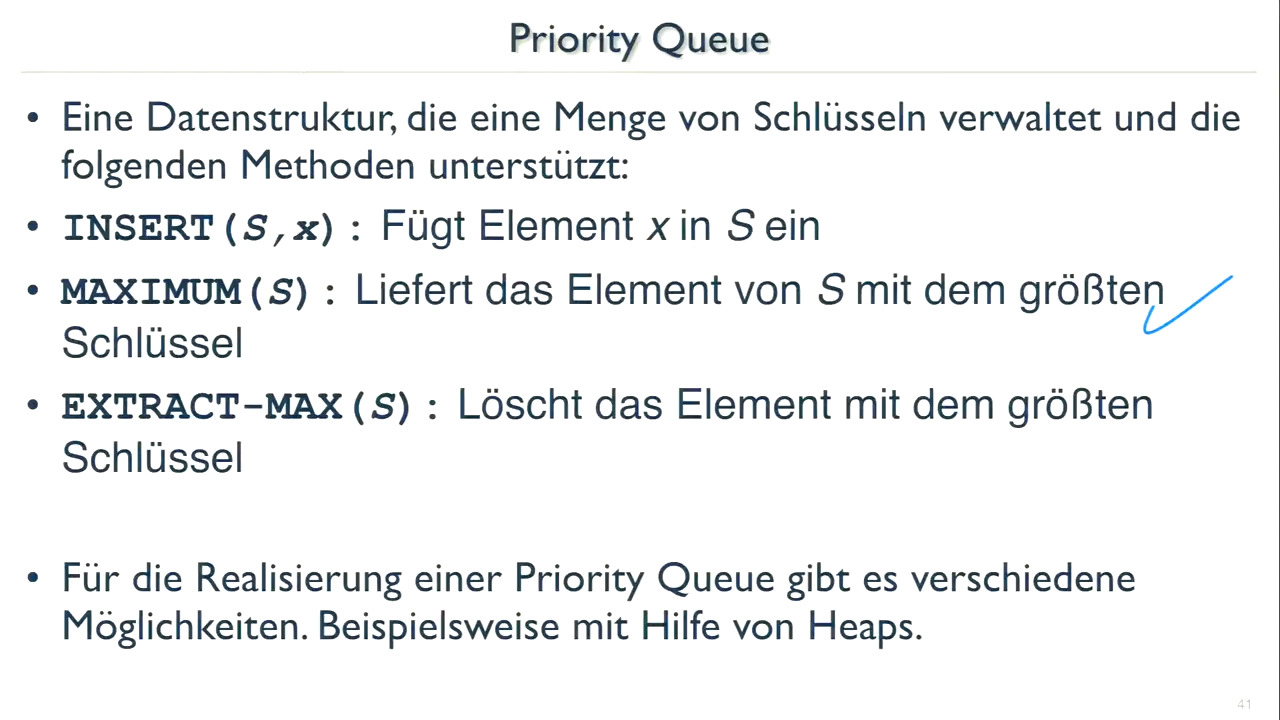 Priority Queue
• Eine Datenstruktur, die eine Menge von Schlüsseln verwaltet und die
folgenden Methoden unterstützt:
• INSERT(S,x): Fügt Element x in S ein
• MAXIMUM(S): Liefert das Element von S mit dem größten
Schlüssel
• EXTRACT-MAX(S): Löscht das Element mit dem größten
Schlüssel
• Für die Realisierung einer Priority Queue gibt es verschiedene
Möglichkeiten. Beispielsweise mit Hilfe von Heaps.
41